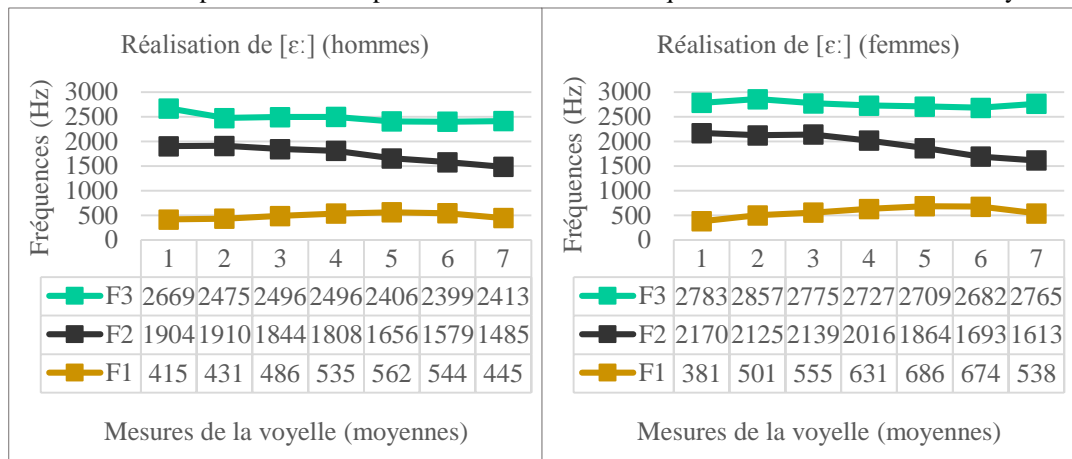 Réalisation de [ɛː] (hommes)
Fréquences (Hz)
3000
2500
2000
1500
1000
500
0
1 2 3 4 5 6 7
F3 2669 2475 2496 2496 2406 2399 2413
F2 1904 1910 1844 1808 1656 1579 1485
F1 415 431 486 535 562 544 445
Mesures de la voyelle (moyennes)
Réalisation de [ɛː] (femmes)
Fréquences (Hz)
3000
2500
2000
1500
1000
500
0
1 2 3 4 5 6 7
F3 2783 2857 2775 2727 2709 2682 2765
F2 2170 2125 2139 2016 1864 1693 1613
F1 381 501 555 631 686 674 538
Mesures de la voyelle (moyennes)